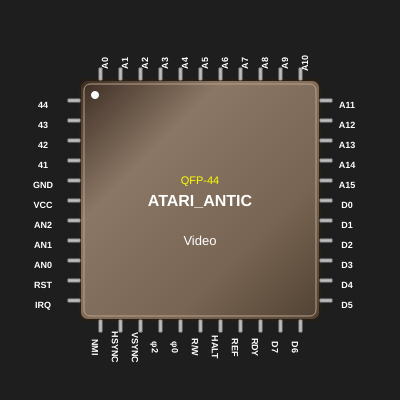 A0 A1 A2 A3 A4 A5 A6 A7 A8 A9 A10
44
43
42
41
GND
VCC
AN2
AN1
AN0
RST
IRQ
QFP-44
ATARI_ANTIC
Video
A11
A12
A13
A14
A15
D0
D1
D2
D3
D4
D5
NMI HSYNC VSYNC φ2 φ0 R/W HALT REF RDY D7 D6